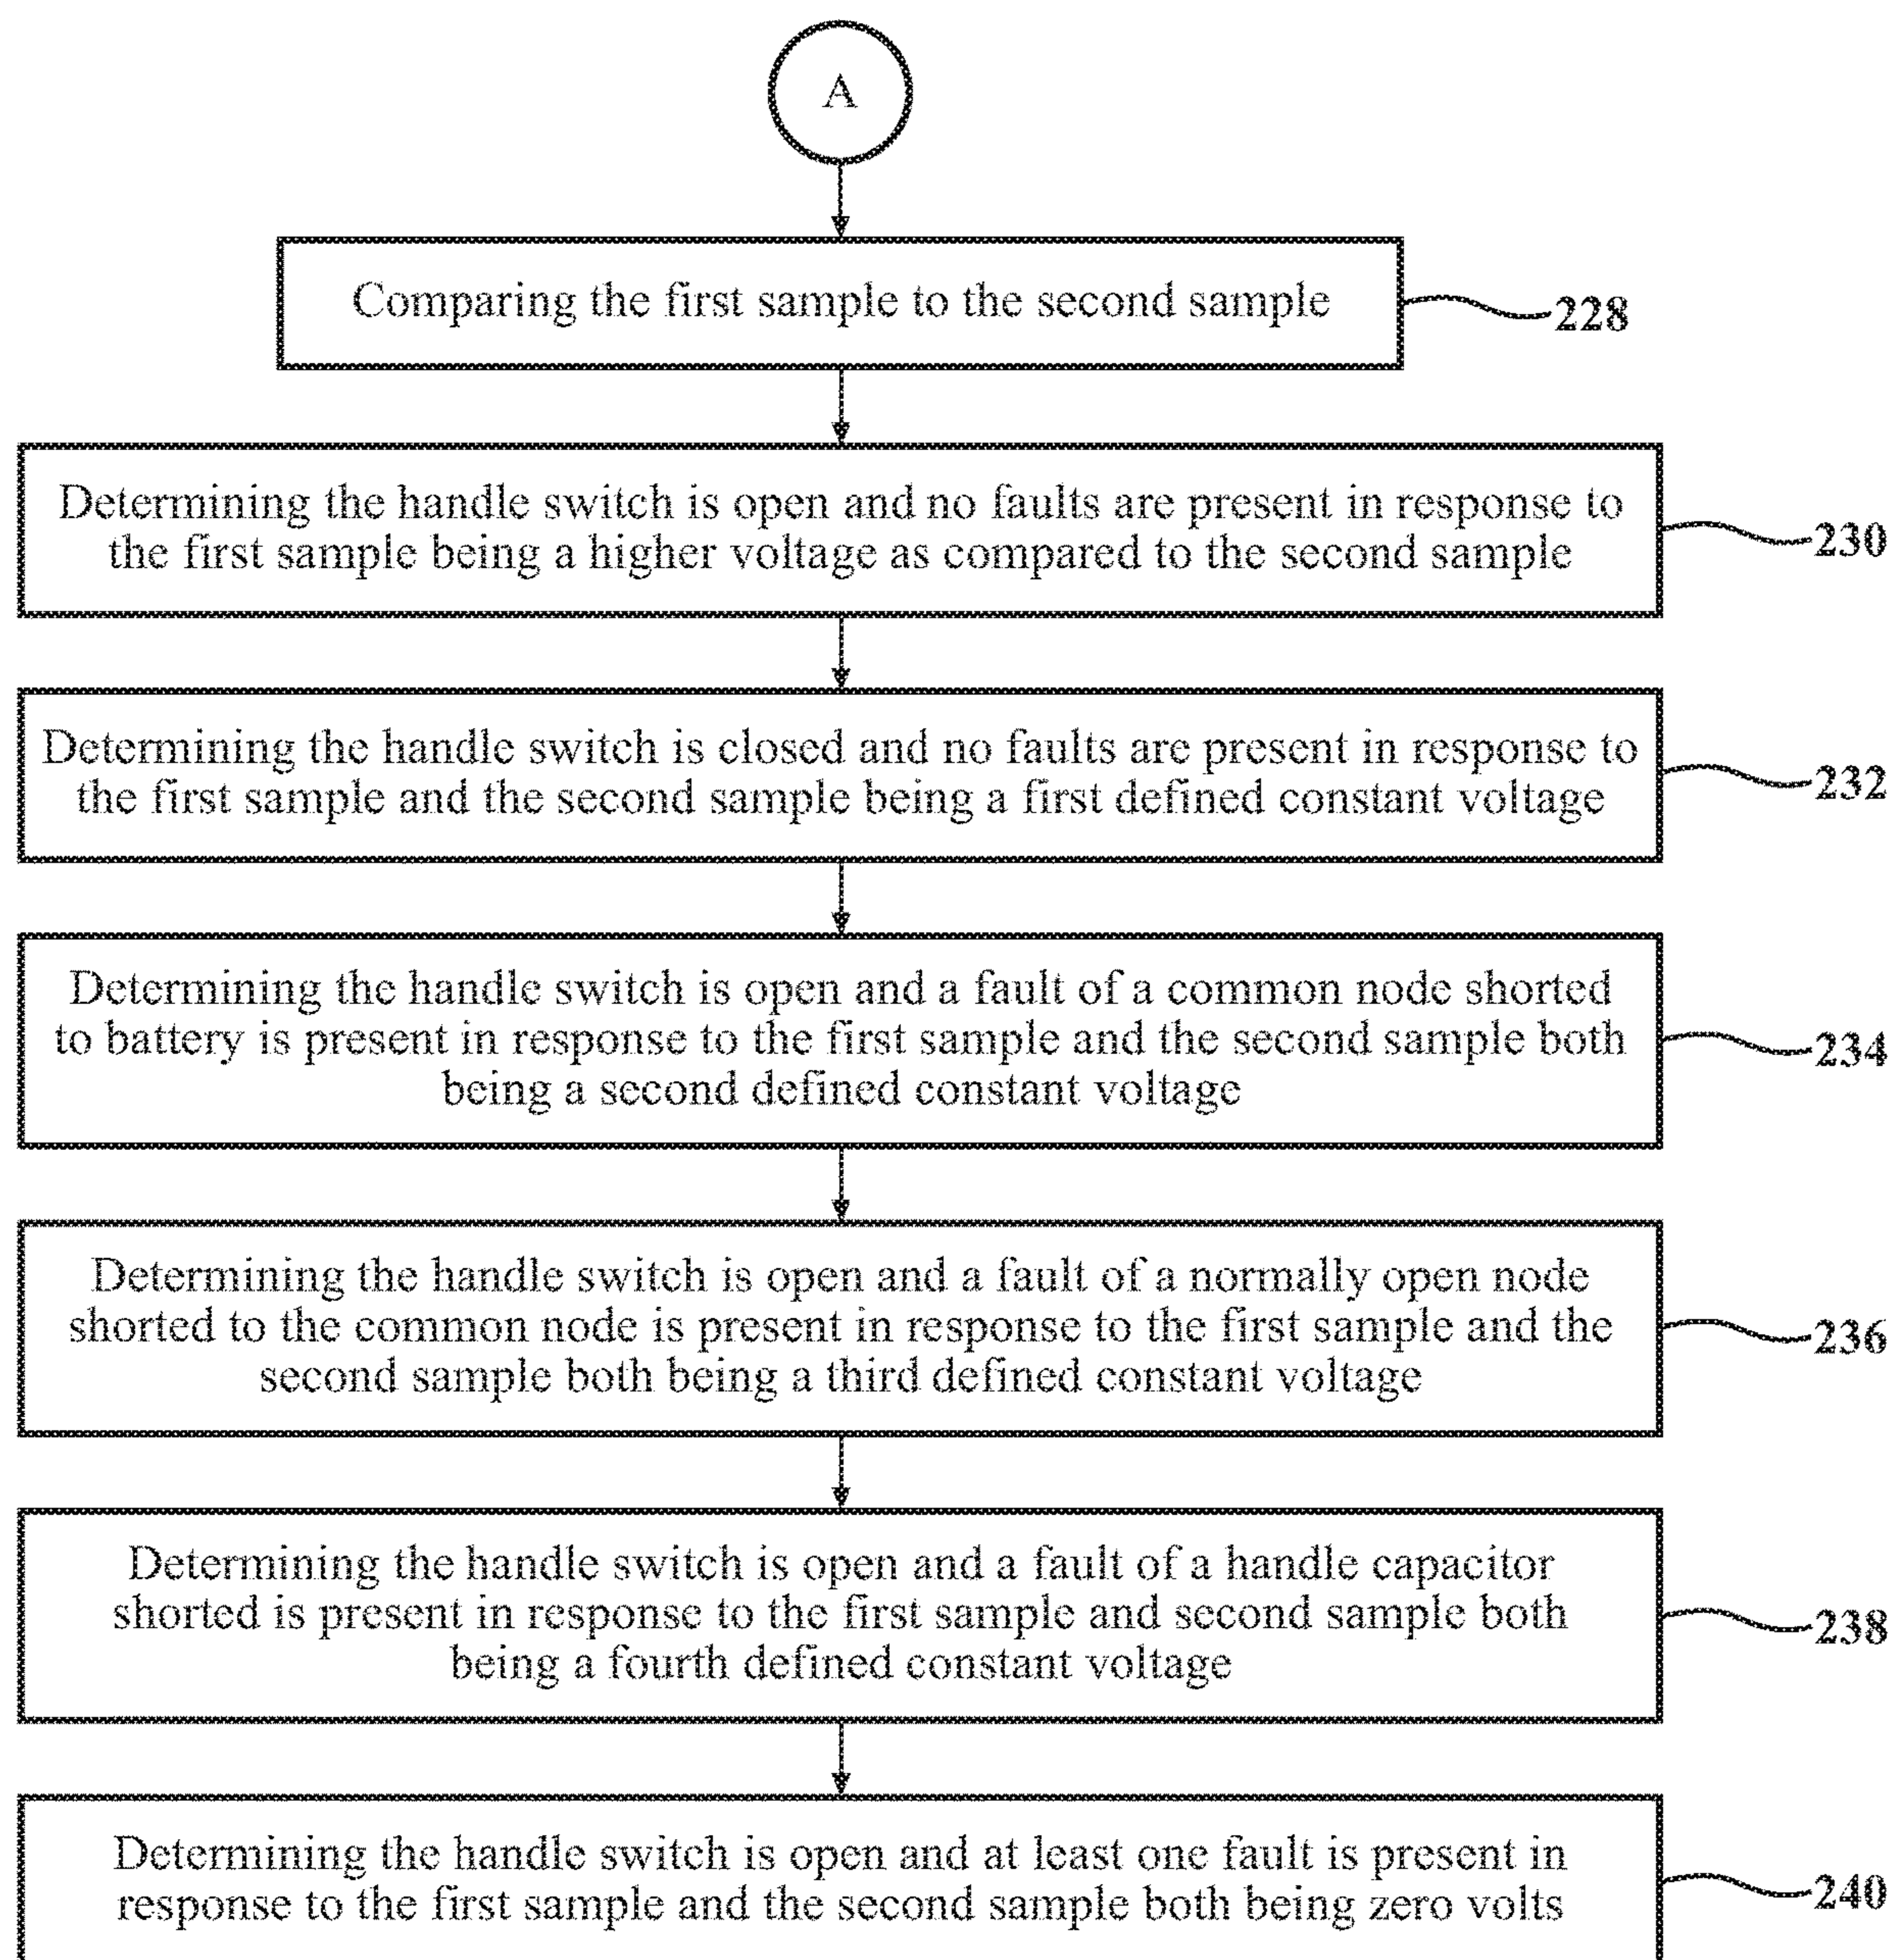 A
Comparing the first sample to the second sample
228
Determining the handle switch is open and no faults are present in response to
the first sample being a higher voltage as compared to the second sample
230
Determining the handle switch is closed and no faults are present in response to
the first sample and the second sample being a first defined constant voltage
232
Determining the handle switch is open and a fault of a common node shorted
to battery is present in response to the first sample and the second sample both
being a second defined constant voltage
234
Determining the handle switch is open and a fault of a normally open node
shorted to the common node is present in response to the first sample and the
second sample both being a third defined constant voltage
236
Determining the handle switch is open and a fault of a handle capacitor
shorted is present in response to the first sample and second sample both
being a fourth defined constant voltage
238
Determining the handle switch is open and at least one fault is present in
response to the first sample and the second sample both being zero volts
240